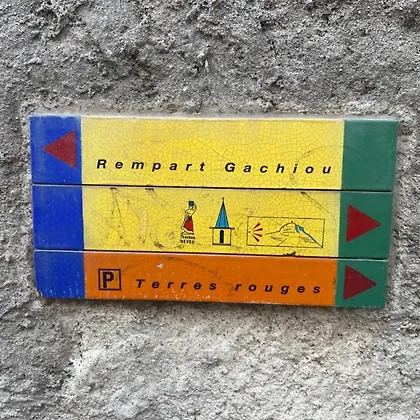 Rempart Gachiou
P Terres rouges